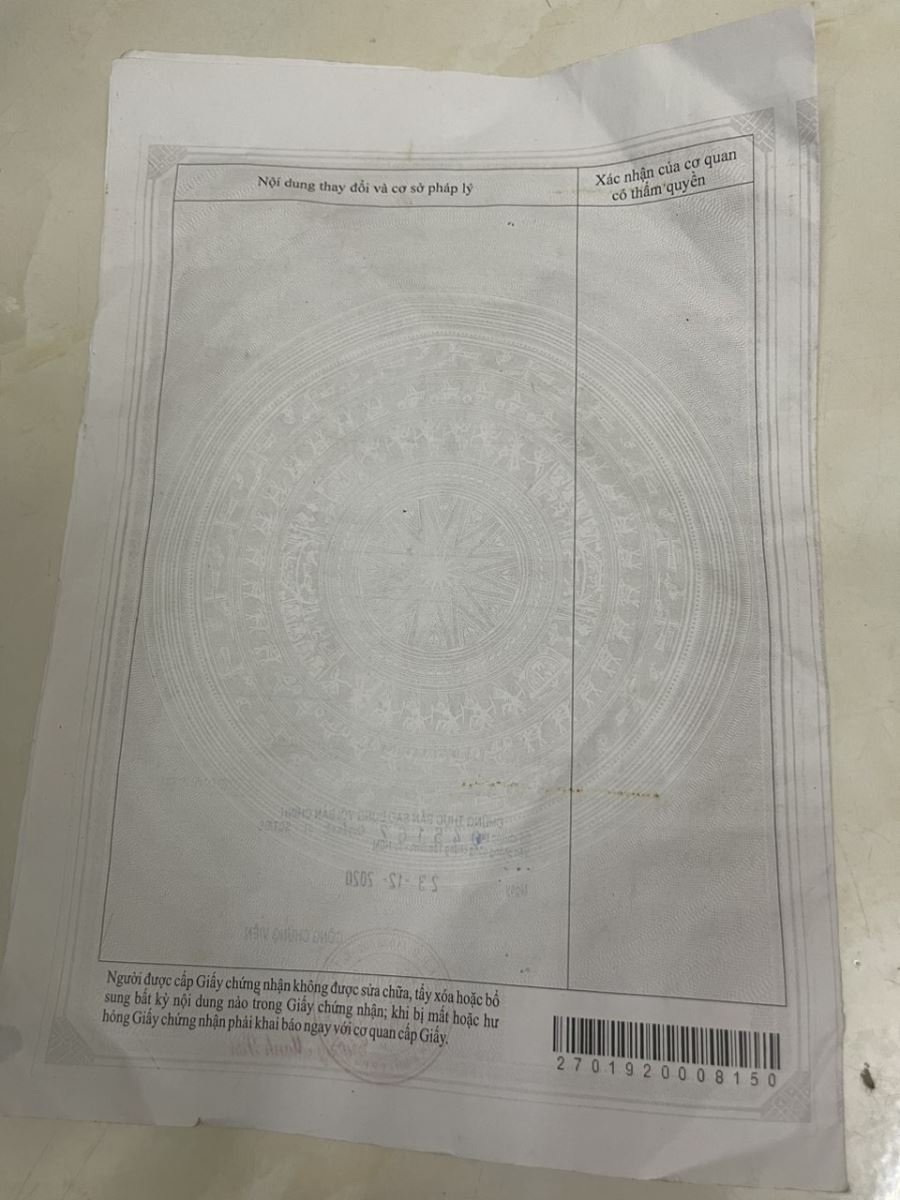 Nội dung thay đổi và cơ sở pháp lý
Xác nhận của cơ quan
có thẩm quyền
CHỨNG THỰC BẢN SAO ĐÚNG VỚI BẢN CHÍNH
Ngày 23-12-2020
CÔNG CHỨNG VIÊN
Người được cấp Giấy chứng nhận không được sửa chữa, tẩy xóa hoặc bổ
sung bất kỳ nội dung nào trong Giấy chứng nhận; khi bị mất hoặc hư
hỏng Giấy chứng nhận phải khai báo ngay với cơ quan cấp Giấy.
2701920008150